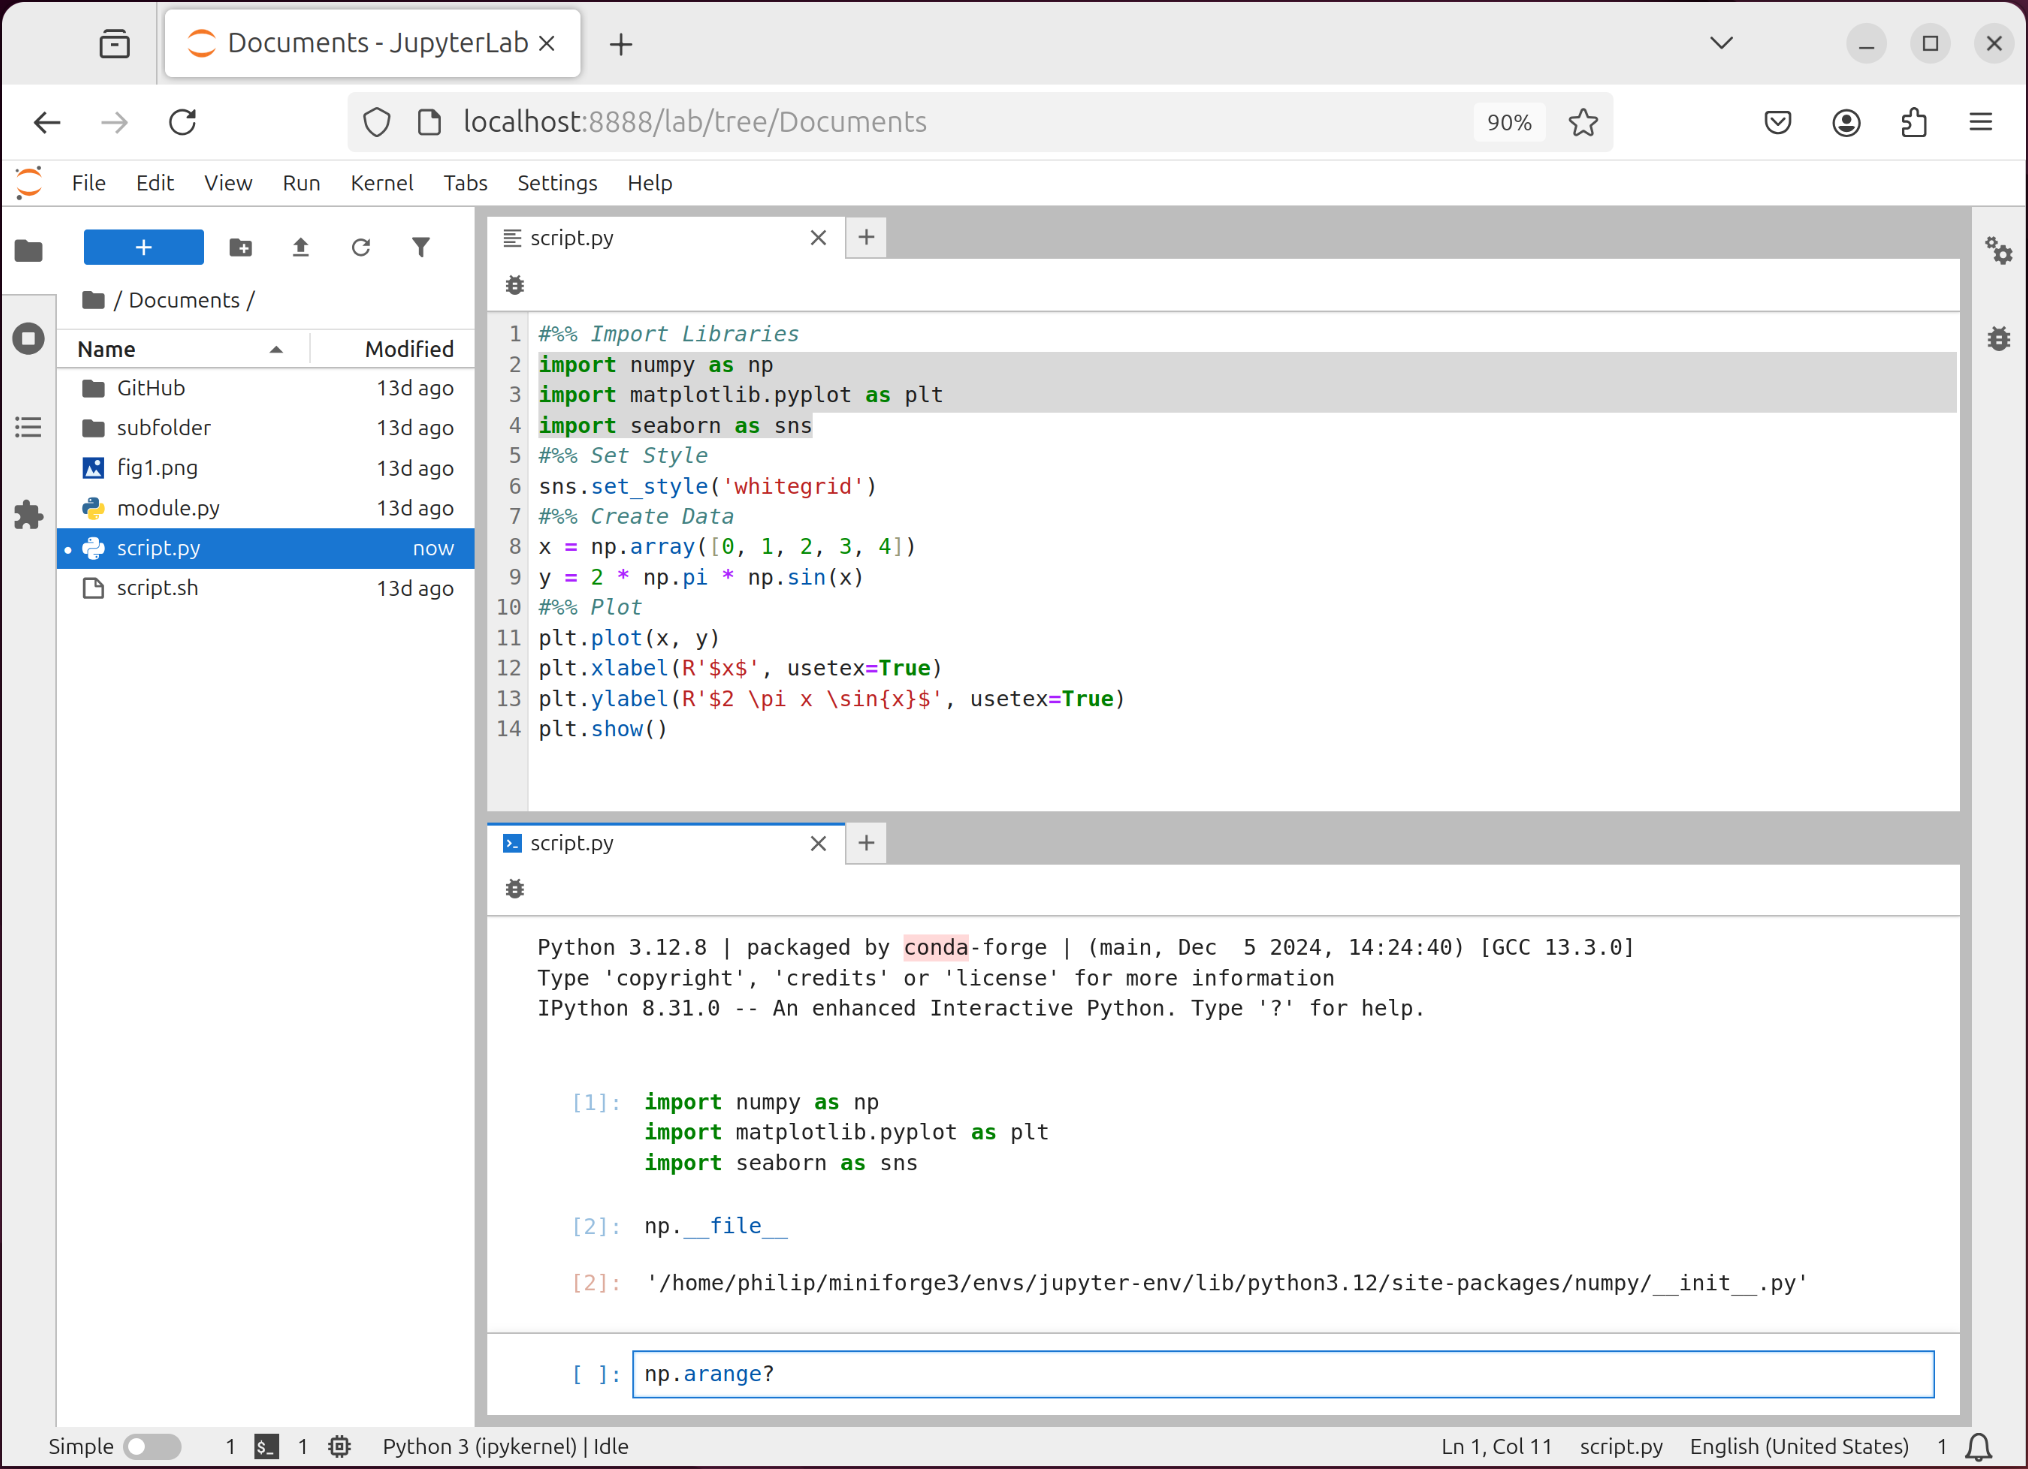 Documents - JupyterLab
localhost:8888/lab/tree/Documents
90%
File Edit View Run Kernel Tabs Settings Help
+
/ Documents /
Name Modified
GitHub 13d ago
subfolder 13d ago
fig1.png 13d ago
module.py 13d ago
script.py now
script.sh 13d ago
script.py
1 #%% Import Libraries
2 import numpy as np
3 import matplotlib.pyplot as plt
4 import seaborn as sns
5 #%% Set Style
6 sns.set_style('whitegrid')
7 #%% Create Data
8 x = np.array([0, 1, 2, 3, 4])
9 y = 2 * np.pi * np.sin(x)
10 #%% Plot
11 plt.plot(x, y)
12 plt.xlabel(R'$x$', usetex=True)
13 plt.ylabel(R'$2 \pi x \sin{x}$', usetex=True)
14 plt.show()
script.py
Python 3.12.8 | packaged by conda-forge | (main, Dec  5 2024, 14:24:40) [GCC 13.3.0]
Type 'copyright', 'credits' or 'license' for more information
IPython 8.31.0 -- An enhanced Interactive Python. Type '?' for help.
[1]: import numpy as np
import matplotlib.pyplot as plt
import seaborn as sns
[2]: np.__file__
[2]: '/home/philip/miniforge3/envs/jupyter-env/lib/python3.12/site-packages/numpy/__init__.py'
[ ]: np.arange?
Simple 1 $_ 1 Python 3 (ipykernel) | Idle Ln 1, Col 11 script.py English (United States) 1